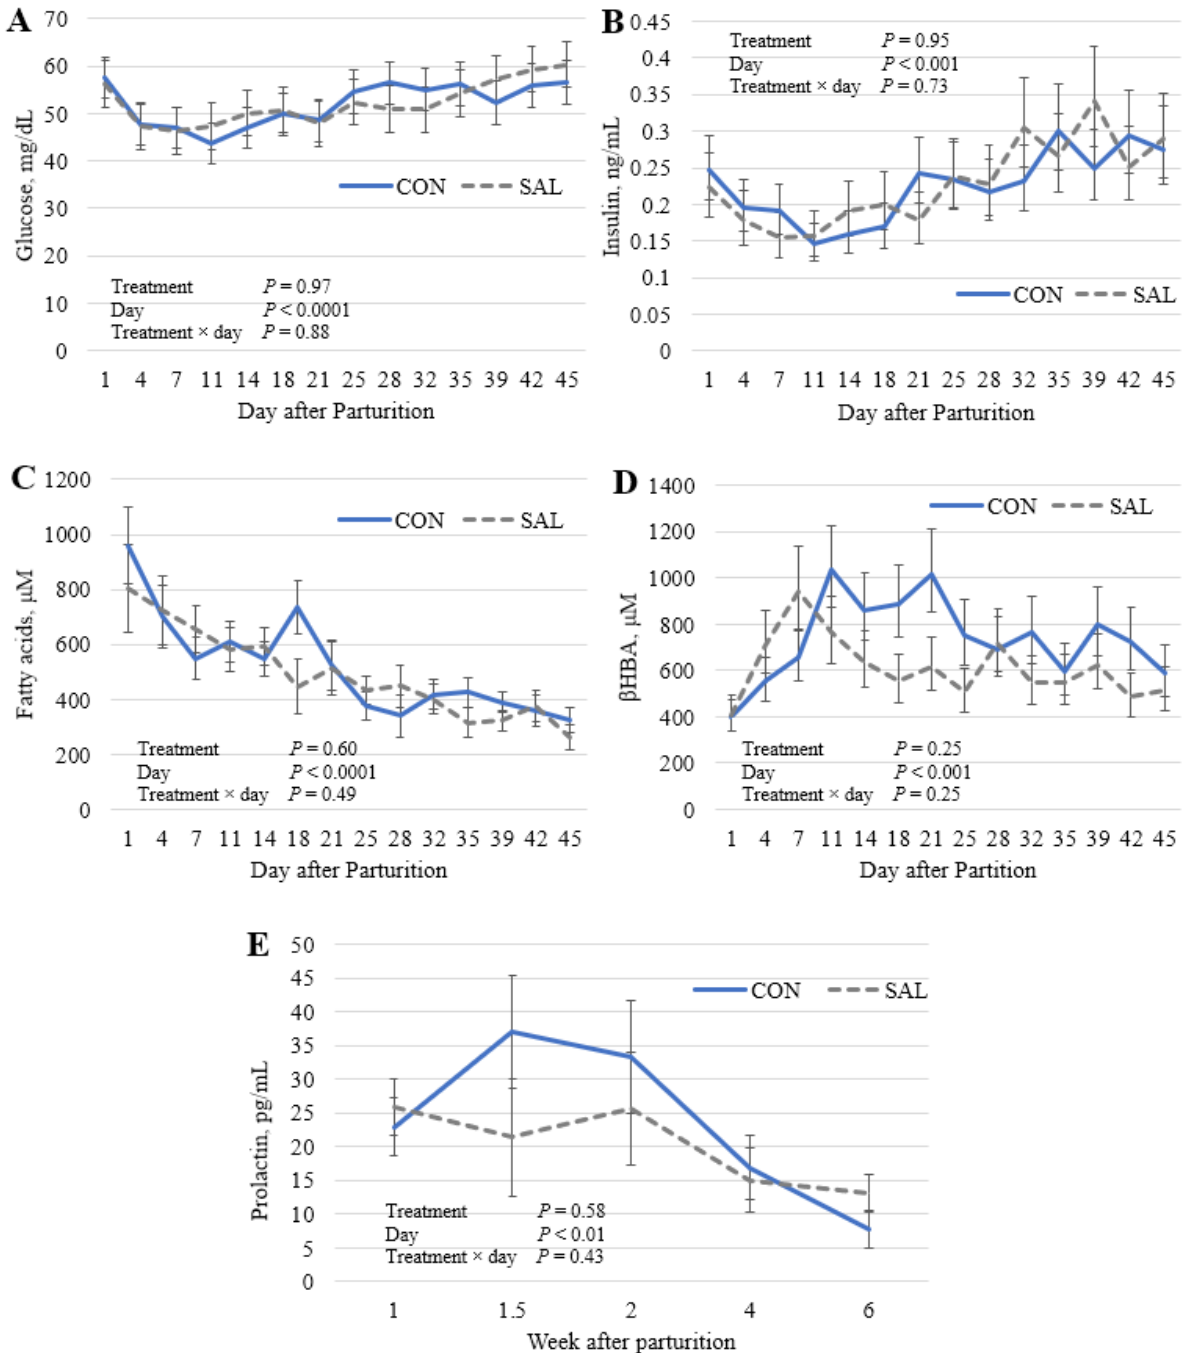 A
70
60
50
40
30
20
10
0
Glucose, mg/dL
CON SAL
Treatment P = 0.97
Day P < 0.0001
Treatment × day P = 0.88
1 4 7 11 14 18 21 25 28 32 35 39 42 45
Day after Parturition
B
0.45
0.4
0.35
0.3
0.25
0.2
0.15
0.1
0.05
0
Insulin, ng/mL
Treatment P = 0.95
Day P < 0.001
Treatment × day P = 0.73
CON SAL
1 4 7 11 14 18 21 25 28 32 35 39 42 45
Day after Parturition
C
1200
1000
800
600
400
200
0
Fatty acids, µM
CON SAL
Treatment P = 0.60
Day P < 0.0001
Treatment × day P = 0.49
1 4 7 11 14 18 21 25 28 32 35 39 42 45
Day after Parturition
D
1400
1200
1000
800
600
400
200
0
βHBA, µM
CON SAL
Treatment P = 0.25
Day P < 0.001
Treatment × day P = 0.25
1 4 7 11 14 18 21 25 28 32 35 39 42 45
Day after Partition
E
50
45
40
35
30
25
20
15
10
5
0
Prolactin, pg/mL
CON SAL
Treatment P = 0.58
Day P < 0.01
Treatment × day P = 0.43
1 1.5 2 4 6
Week after parturition